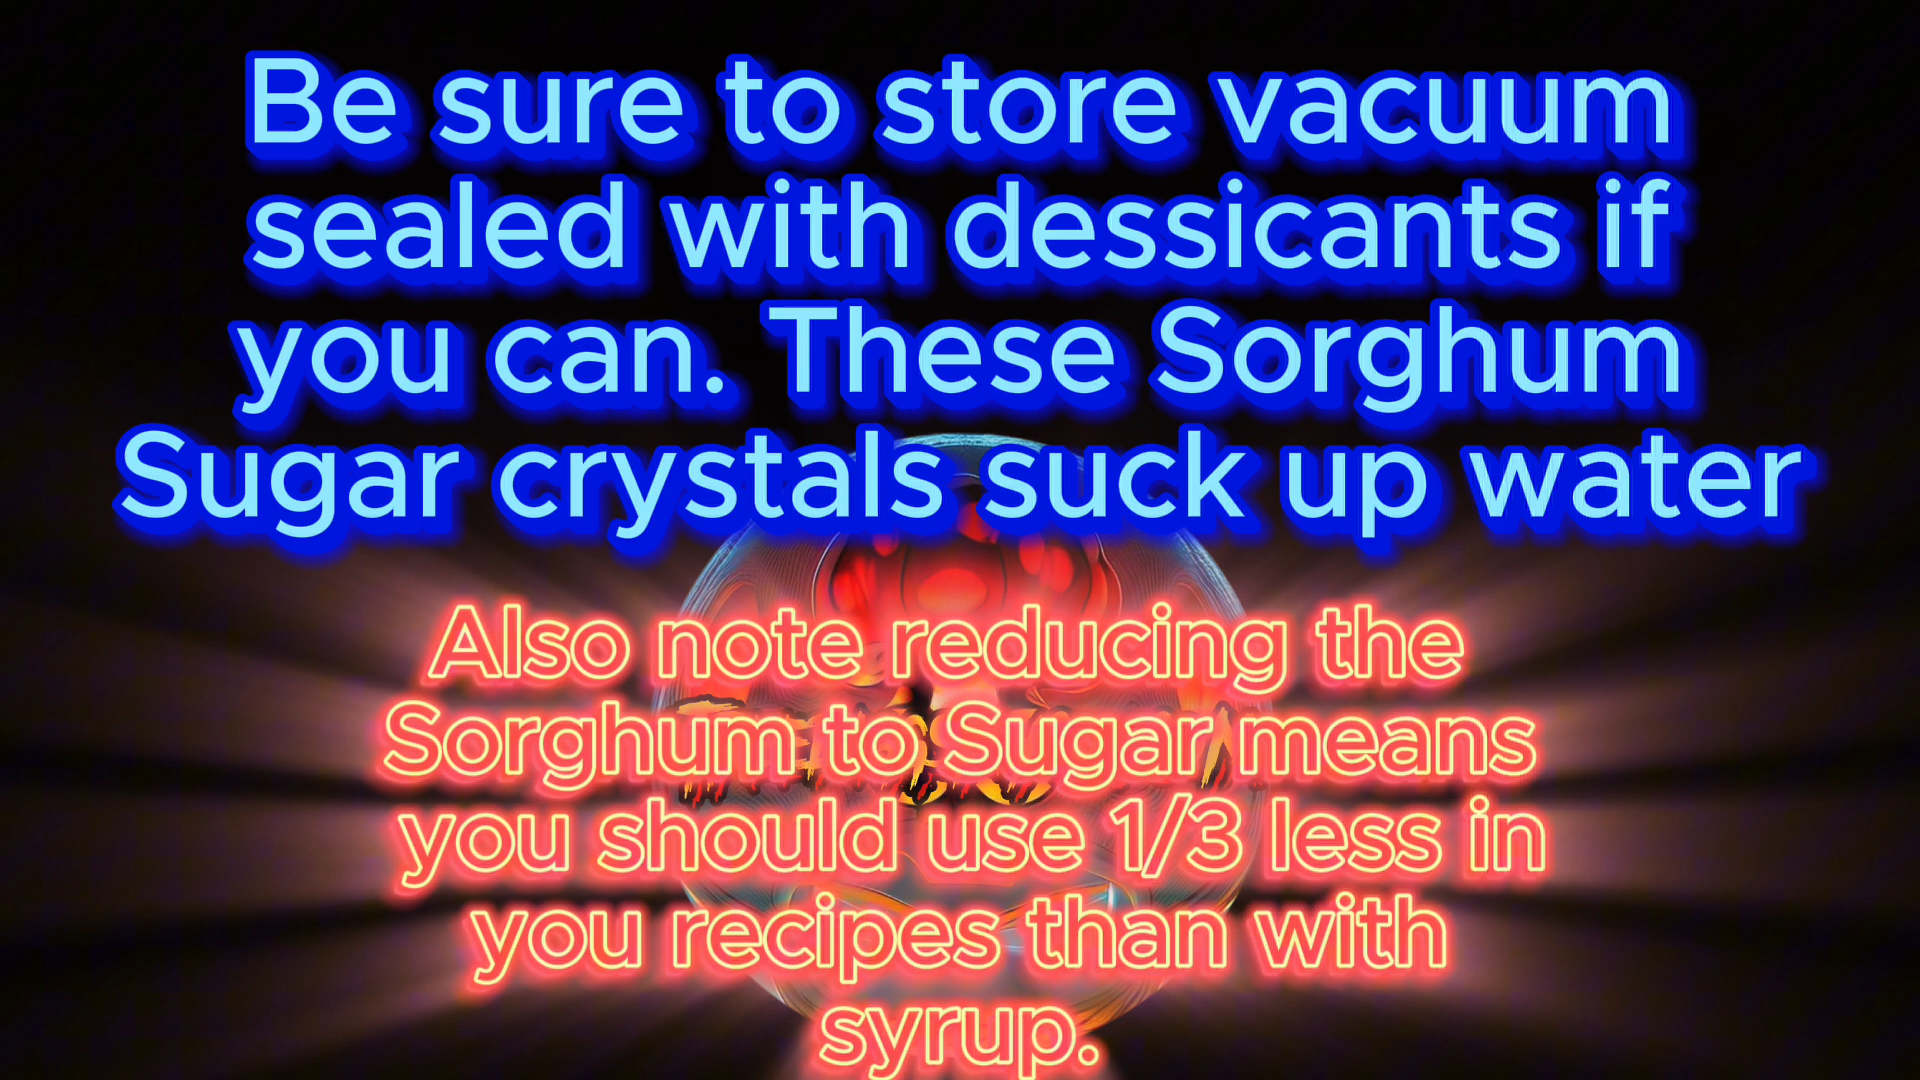 Be sure to store vacuum
sealed with dessicants if
you can. These Sorghum
Sugar crystals suck up water
Also note reducing the
Sorghum to Sugar means
you should use 1/3 less in
you recipes than with
syrup.